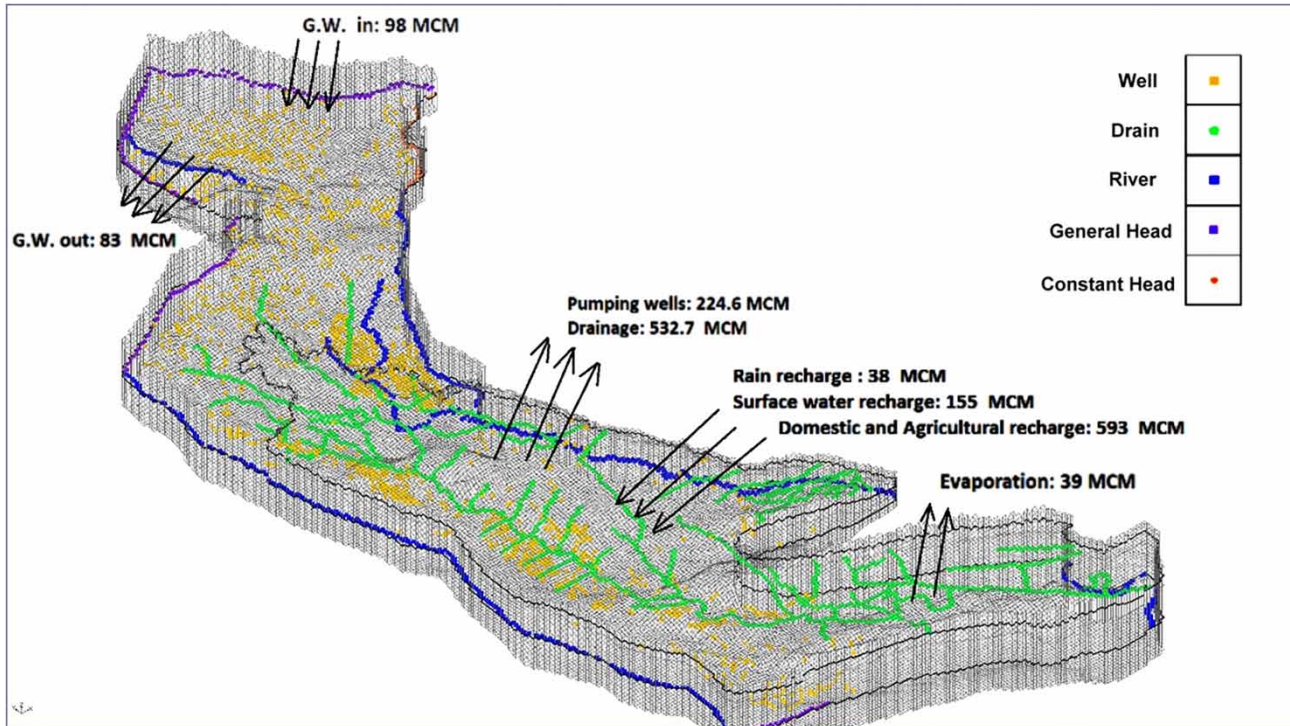 G.W. in: 98 MCM
Well
Drain
River
General Head
Constant Head
G.W. out: 83 MCM
Pumping wells: 224.6 MCM
Drainage: 532.7 MCM
Rain recharge : 38 MCM
Surface water recharge: 155 MCM
Domestic and Agricultural recharge: 593 MCM
Evaporation: 39 MCM